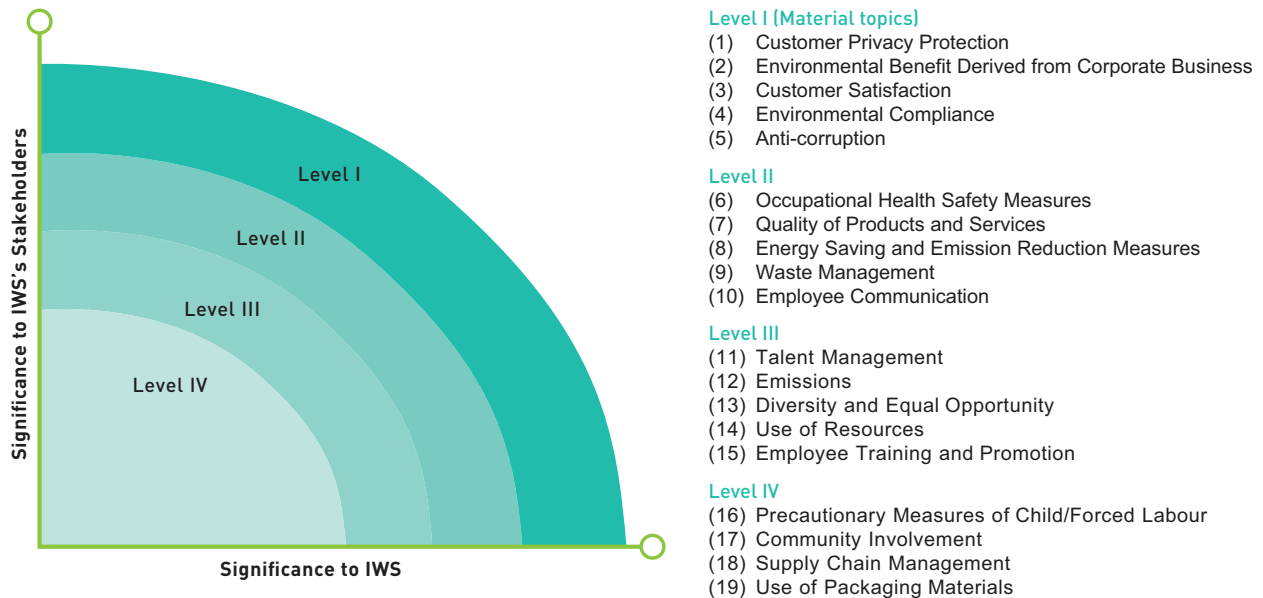 Significance to IWS's Stakeholders
Level I
Level II
Level III
Level IV
Significance to IWS
Level I (Material topics)
(1) Customer Privacy Protection
(2) Environmental Benefit Derived from Corporate Business
(3) Customer Satisfaction
(4) Environmental Compliance
(5) Anti-corruption
Level II
(6) Occupational Health Safety Measures
(7) Quality of Products and Services
(8) Energy Saving and Emission Reduction Measures
(9) Waste Management
(10) Employee Communication
Level III
(11) Talent Management
(12) Emissions
(13) Diversity and Equal Opportunity
(14) Use of Resources
(15) Employee Training and Promotion
Level IV
(16) Precautionary Measures of Child/Forced Labour
(17) Community Involvement
(18) Supply Chain Management
(19) Use of Packaging Materials